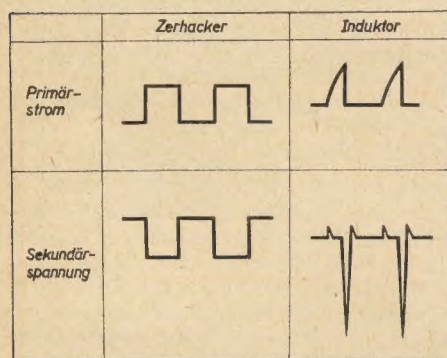 Zerhacker Induktor
Primär-
strom
Sekundär-
spannung